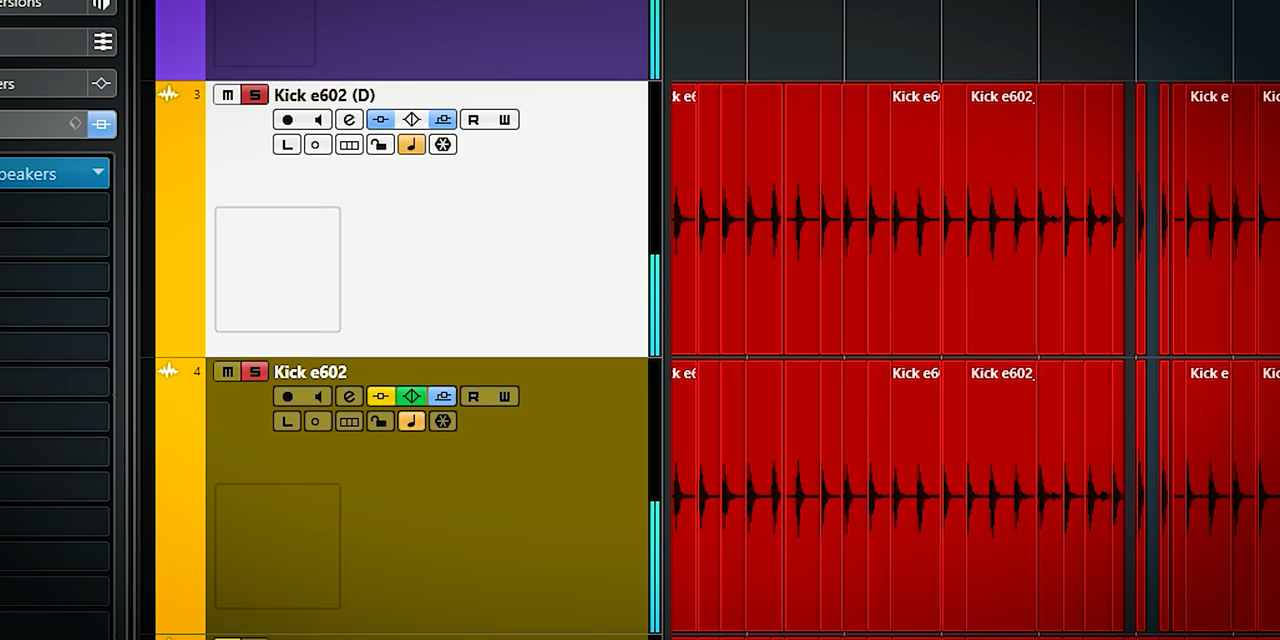 ersions
3 m S Kick e602 (D)
e R W
L
ers
peakers
k e6 Kick e6 Kick e602 Kick e Kic
4 m S Kick e602
e R W
L
k e6 Kick e6 Kick e602 Kick e Kic